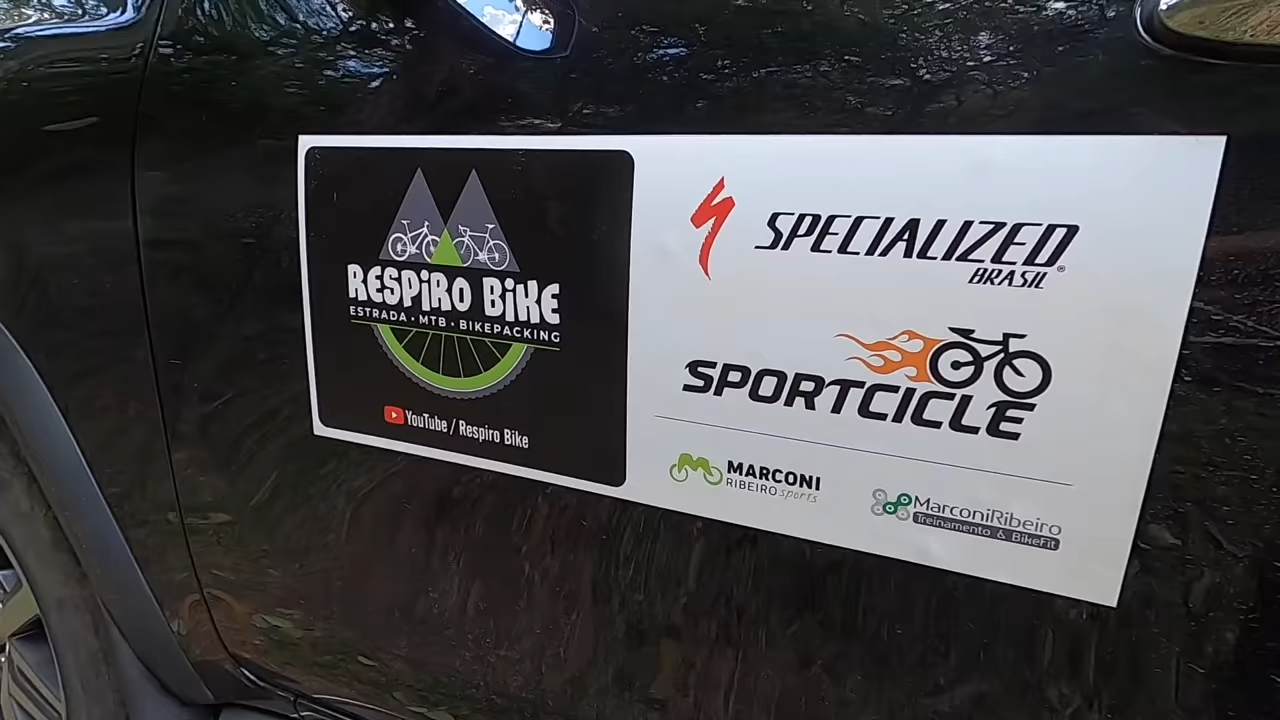 RESPiRO BiKE
ESTRADA · MTB · BIKEPACKING
YouTube / Respiro Bike
SPECIALIZED®
BRASIL
SPORTCICLE
MARCONI
RIBEIRO sports
MarconiRibeiro
Treinamento & BikeFit